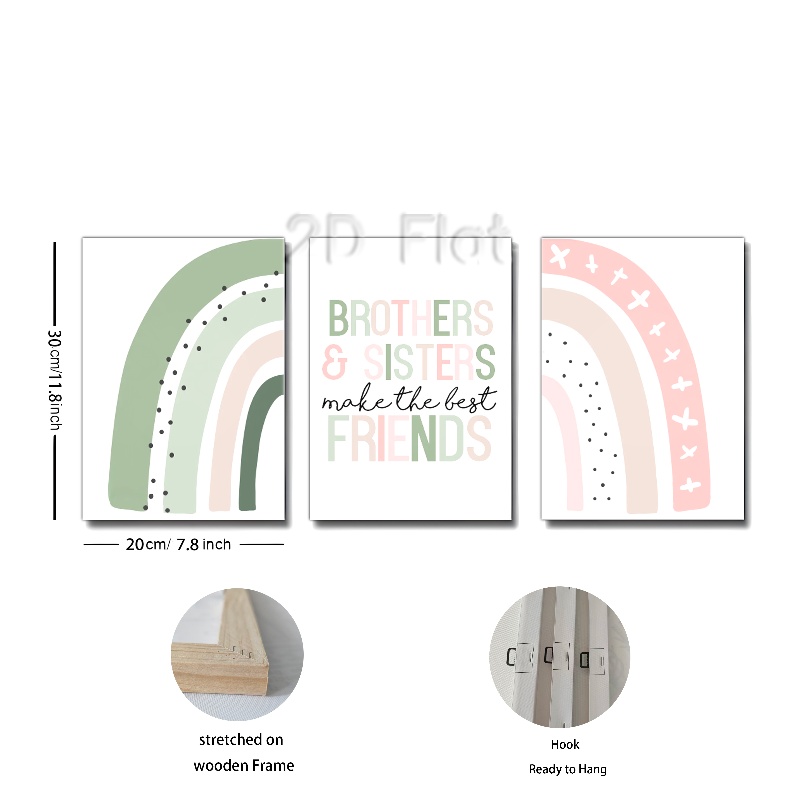 2D Flat
BROTHERS
& SISTERS
make the best
FRIENDS
30cm/11.8inch
20cm/ 7.8 inch
stretched on
wooden Frame
Hook
Ready to Hang